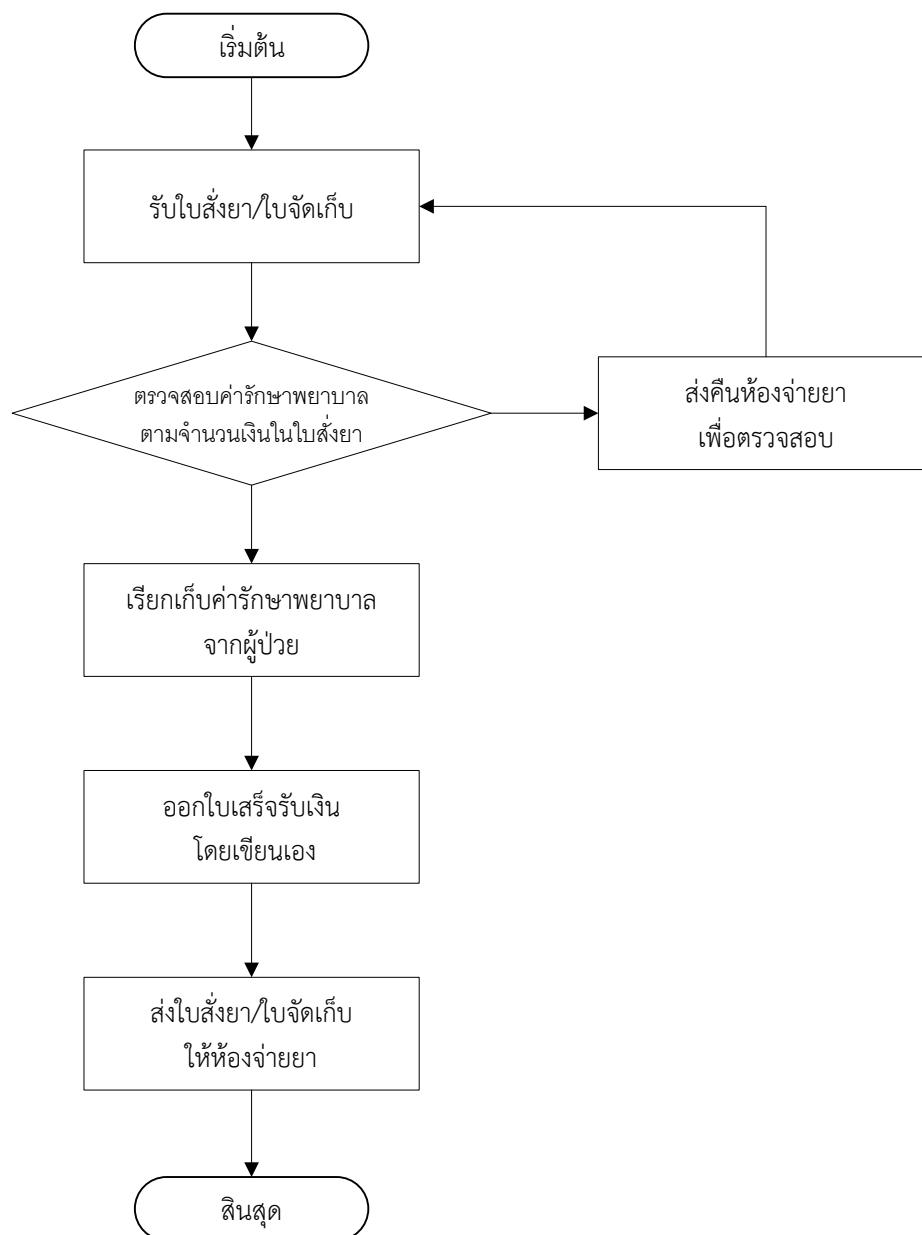 เริ่มต้น
รับใบสั่งยา/ใบจัดเก็บ
ตรวจสอบค่ารักษาพยาบาล
ตามจำนวนเงินในใบสั่งยา
ส่งคืนห้องจ่ายยา
เพื่อตรวจสอบ
เรียกเก็บค่ารักษาพยาบาล
จากผู้ป่วย
ออกใบเสร็จรับเงิน
โดยเขียนเอง
ส่งใบสั่งยา/ใบจัดเก็บ
ให้ห้องจ่ายยา
สินสุด